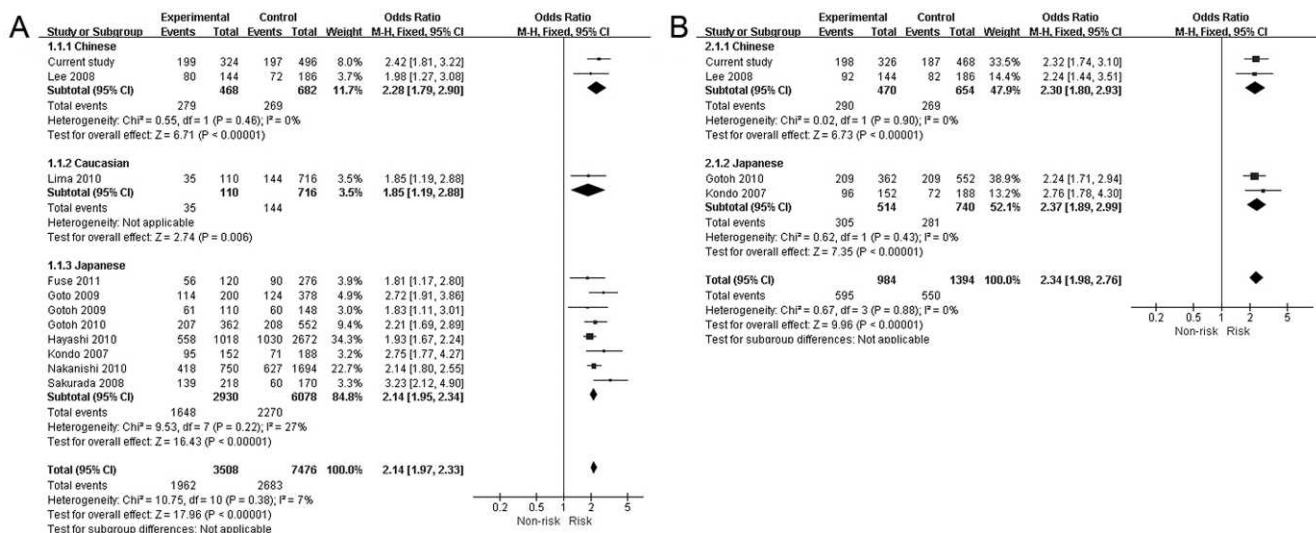 A
Experimental Control Odds Ratio Odds Ratio
Study or Subgroup Events Total Events Total Weight M-H, Fixed, 95% CI M-H, Fixed, 95% CI
1.1.1 Chinese
Current study 199 324 197 496 8.0% 2.42 [1.81, 3.22]
Lee 2008 80 144 72 186 3.7% 1.98 [1.27, 3.08]
Subtotal (95% CI) 468 682 11.7% 2.28 [1.79, 2.90]
Total events 279 269
Heterogeneity: Chi² = 0.55, df = 1 (P = 0.46); I² = 0%
Test for overall effect: Z = 6.71 (P < 0.00001)
1.1.2 Caucasian
Lima 2010 35 110 144 716 3.5% 1.85 [1.19, 2.88]
Subtotal (95% CI) 110 716 3.5% 1.85 [1.19, 2.88]
Total events 35 144
Heterogeneity: Not applicable
Test for overall effect: Z = 2.74 (P = 0.006)
1.1.3 Japanese
Fuse 2011 56 120 90 276 3.9% 1.81 [1.17, 2.80]
Goto 2009 114 200 124 378 4.9% 2.72 [1.91, 3.86]
Gotoh 2009 61 110 60 148 3.0% 1.83 [1.11, 3.01]
Gotoh 2010 207 362 208 552 9.4% 2.21 [1.69, 2.89]
Hayashi 2010 558 1018 1030 2672 34.3% 1.93 [1.67, 2.24]
Kondo 2007 95 152 71 188 3.2% 2.75 [1.77, 4.27]
Nakanishi 2010 418 750 627 1694 22.7% 2.14 [1.80, 2.55]
Sakurada 2008 139 218 60 170 3.3% 3.23 [2.12, 4.90]
Subtotal (95% CI) 2930 6078 84.8% 2.14 [1.95, 2.34]
Total events 1648 2270
Heterogeneity: Chi² = 9.53, df = 7 (P = 0.22); I² = 27%
Test for overall effect: Z = 16.43 (P < 0.00001)
Total (95% CI) 3508 7476 100.0% 2.14 [1.97, 2.33]
Total events 1962 2683
Heterogeneity: Chi² = 10.75, df = 10 (P = 0.38); I² = 7%
Test for overall effect: Z = 17.96 (P < 0.00001)
Test for subgroup differences: Not applicable
0.2 0.5 1 2 5
Non-risk Risk
B
Experimental Control Odds Ratio Odds Ratio
Study or Subgroup Events Total Events Total Weight M-H, Fixed, 95% CI M-H, Fixed, 95% CI
2.1.1 Chinese
Current study 198 326 187 468 33.5% 2.32 [1.74, 3.10]
Lee 2008 92 144 82 186 14.4% 2.24 [1.44, 3.51]
Subtotal (95% CI) 470 654 47.9% 2.30 [1.80, 2.93]
Total events 290 269
Heterogeneity: Chi² = 0.02, df = 1 (P = 0.90); I² = 0%
Test for overall effect: Z = 6.73 (P < 0.00001)
2.1.2 Japanese
Gotoh 2010 209 362 209 552 38.9% 2.24 [1.71, 2.94]
Kondo 2007 96 152 72 188 13.2% 2.76 [1.78, 4.30]
Subtotal (95% CI) 514 740 52.1% 2.37 [1.89, 2.99]
Total events 305 281
Heterogeneity: Chi² = 0.62, df = 1 (P = 0.43); I² = 0%
Test for overall effect: Z = 7.35 (P < 0.00001)
Total (95% CI) 984 1394 100.0% 2.34 [1.98, 2.76]
Total events 595 550
Heterogeneity: Chi² = 0.67, df = 3 (P = 0.88); I² = 0%
Test for overall effect: Z = 9.96 (P < 0.00001)
Test for subgroup differences: Not applicable
0.1 0.2 0.5 1 2 5 10
Non-risk Risk